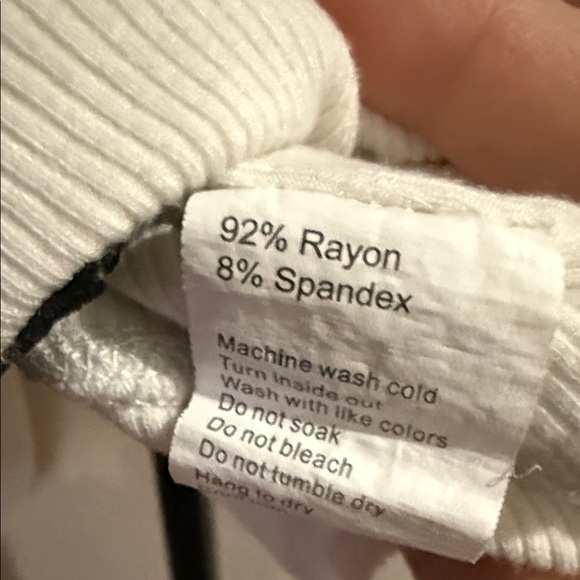 92% Rayon
8% Spandex
Machine wash cold
Turn inside out
Wash with like colors
Do not soak
Do not bleach
Do not tumble dry
Hang to dry